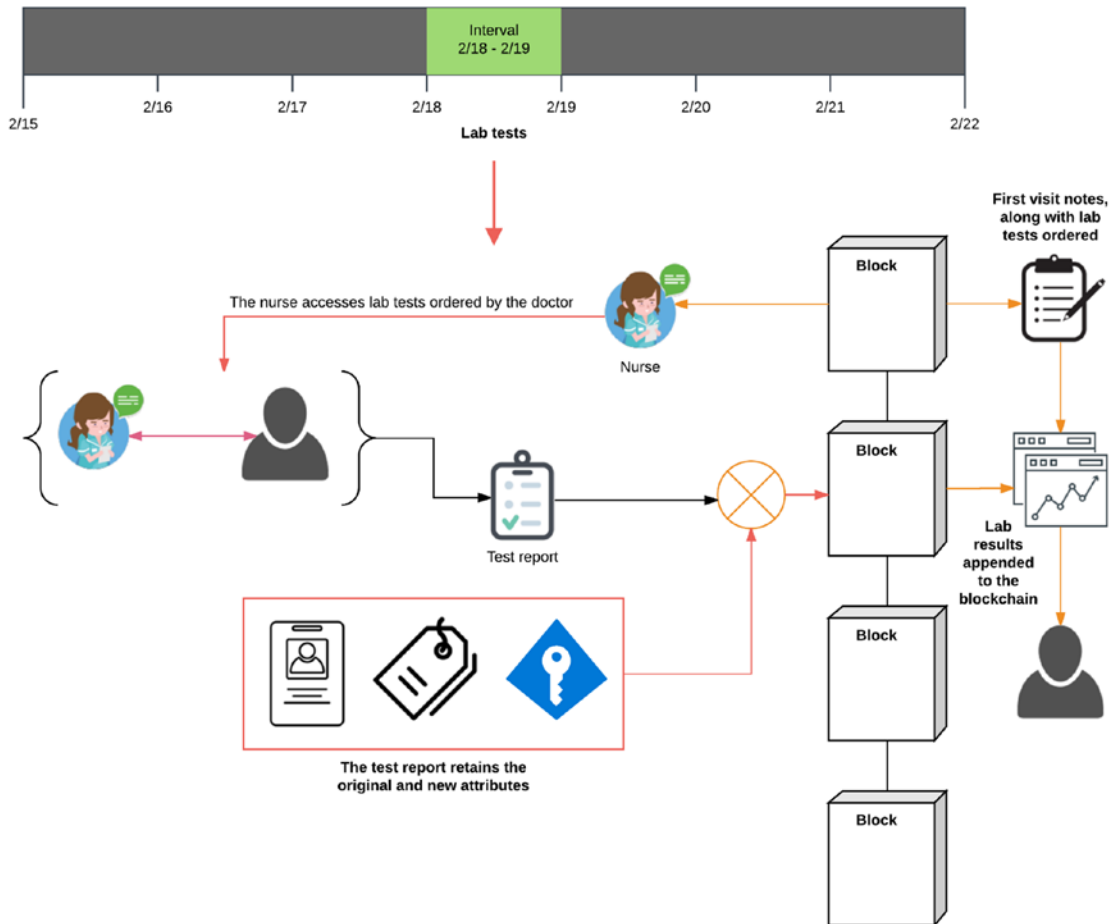 Interval
2/18 - 2/19
2/15
2/16
2/17
2/18
2/19
2/20
2/21
2/22
Lab tests
First visit notes,
along with lab
tests ordered
Block
The nurse accesses lab tests ordered by the doctor
Nurse
Block
Test report
Lab
results
appended
to the
blockchain
Block
The test report retains the
original and new attributes
Block